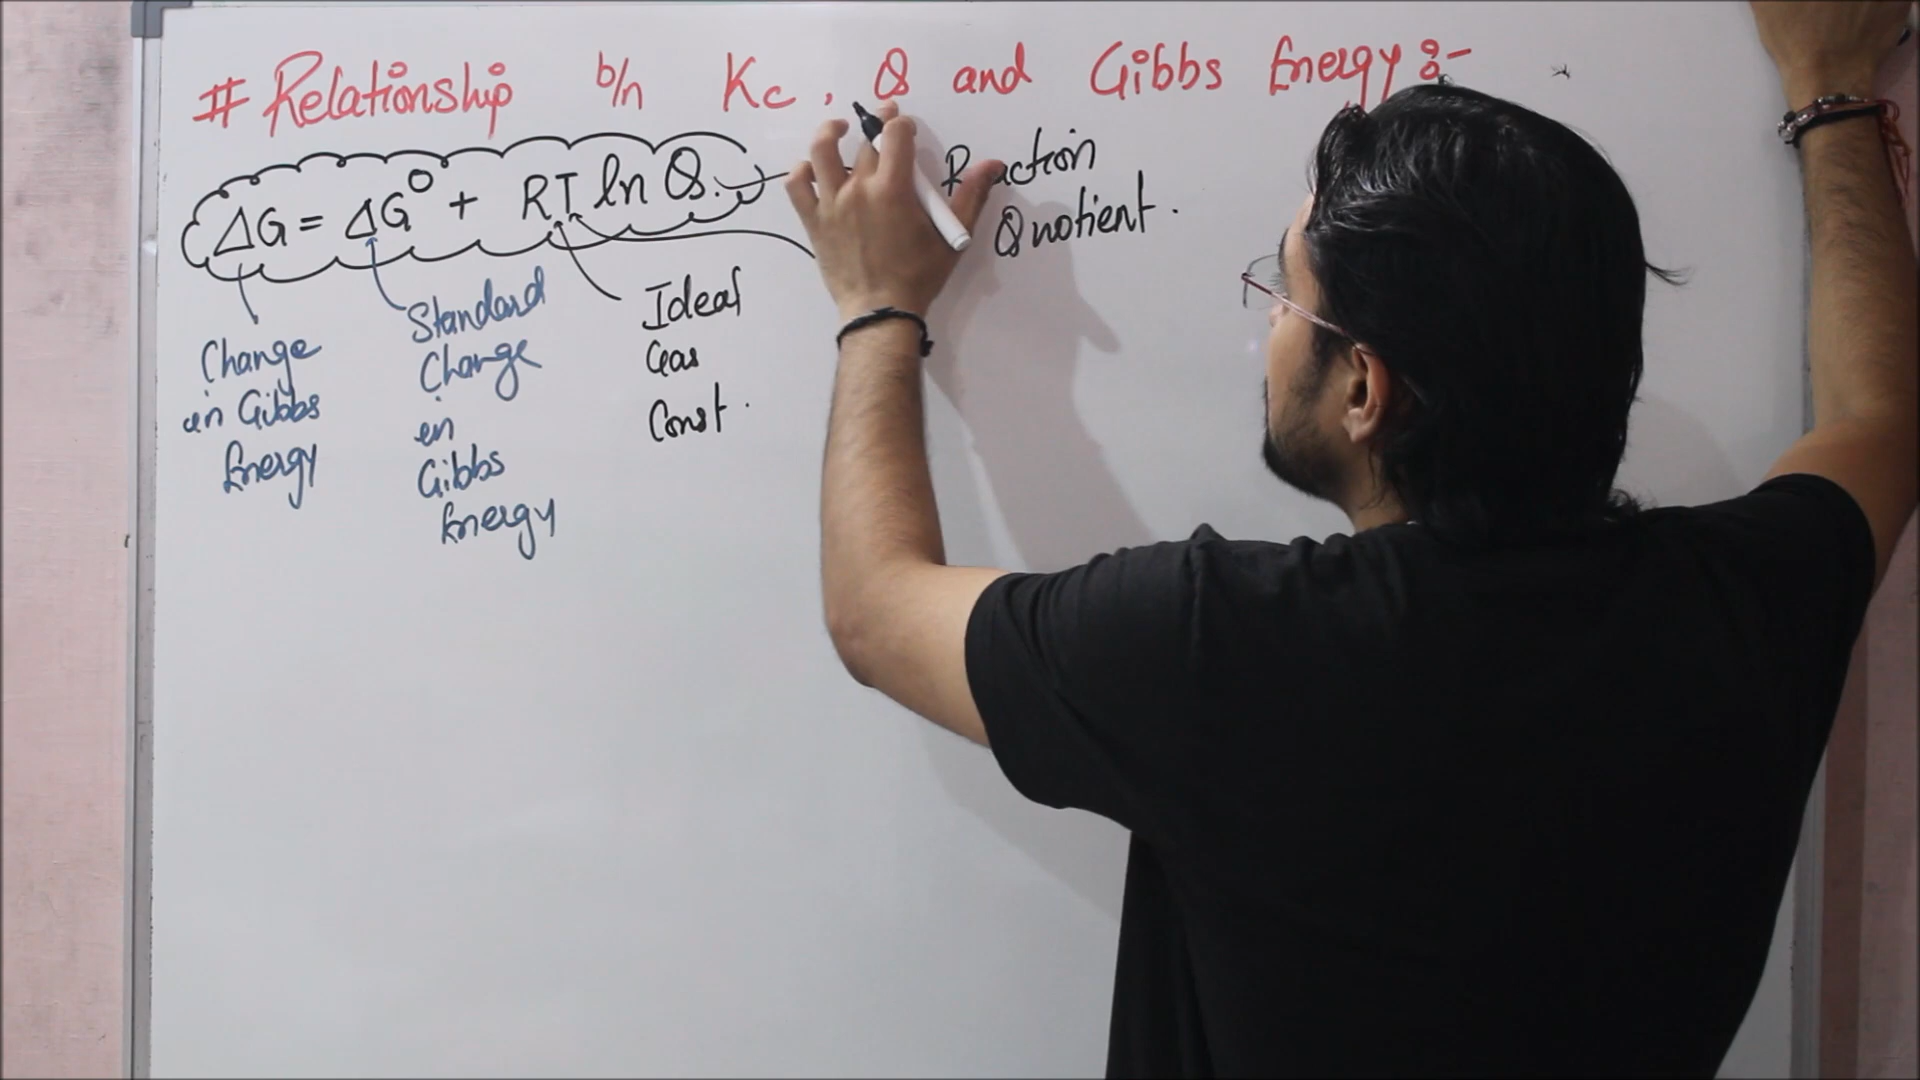 # Relationship b/n Kc, Q and Gibbs Energy :-
ΔG = ΔG° + RT ln Q.
Reaction
Quotient.
Change
in Gibbs
Energy
Standard
Change
in
Gibbs
Energy
Ideal
Gas
Const.